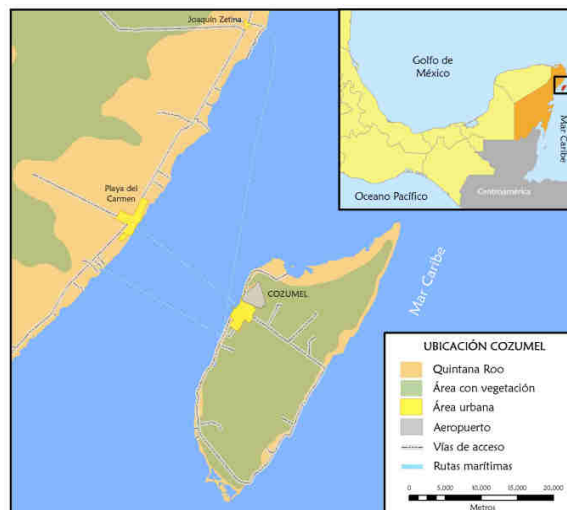 Joaquín Zetina
Golfo de
México
Mar Caribe
Centroamérica
Oceano Pacífico
Playa del
Carmen
COZUMEL
Mar Caribe
UBICACIÓN COZUMEL
Quintana Roo
Área con vegetación
Área urbana
Aeropuerto
Vías de acceso
Rutas marítimas
0 5,000 10,000 15,000 20,000
Metros